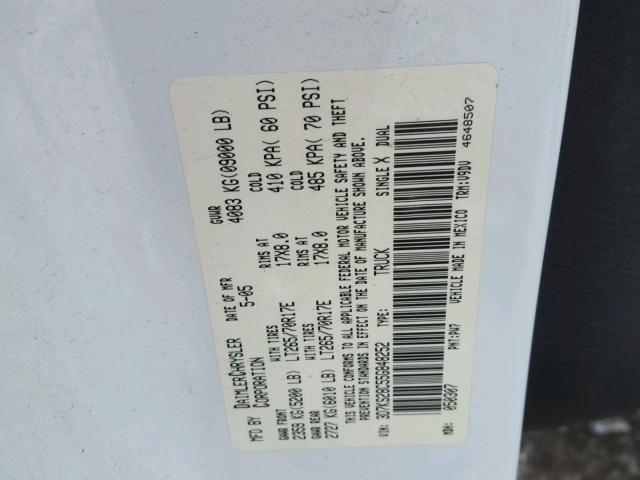 MFD BY DAIMLERCHRYSLER CORPORATION DATE OF MFR 5-05 GVWR 4083 KG(09000 LB)
GAWR FRONT WITH TIRES RIMS AT COLD
2359 KG(5200 LB) LT265/70R17E 17X8.0 410 KPA( 60 PSI)
GAWR REAR WITH TIRES RIMS AT COLD
2727 KG(6010 LB) LT265/70R17E 17X8.0 485 KPA( 70 PSI)
THIS VEHICLE CONFORMS TO ALL APPLICABLE FEDERAL MOTOR VEHICLE SAFETY AND THEFT
PREVENTION STANDARDS IN EFFECT ON THE DATE OF MANUFACTURE SHOWN ABOVE.
VIN: 3D7KS28C55G848252 TYPE: TRUCK SINGLE X DUAL
MDH: 050307 PNT:PW7 VEHICLE MADE IN MEXICO TRM:V9DV
4648507